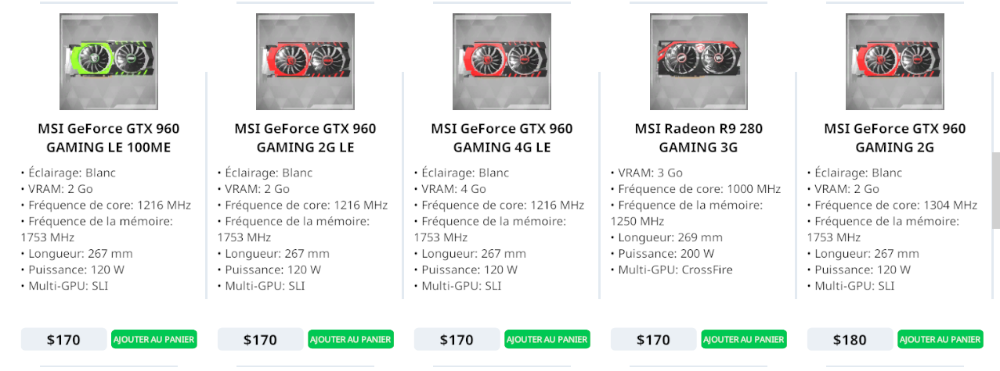 MSI GeForce GTX 960
GAMING LE 100ME
• Éclairage: Blanc
• VRAM: 2 Go
• Fréquence de core: 1216 MHz
• Fréquence de la mémoire:
1753 MHz
• Longueur: 267 mm
• Puissance: 120 W
• Multi-GPU: SLI
$170
AJOUTER AU PANIER
MSI GeForce GTX 960
GAMING 2G LE
• Éclairage: Blanc
• VRAM: 2 Go
• Fréquence de core: 1216 MHz
• Fréquence de la mémoire:
1753 MHz
• Longueur: 267 mm
• Puissance: 120 W
• Multi-GPU: SLI
$170
AJOUTER AU PANIER
MSI GeForce GTX 960
GAMING 4G LE
• Éclairage: Blanc
• VRAM: 4 Go
• Fréquence de core: 1216 MHz
• Fréquence de la mémoire:
1753 MHz
• Longueur: 267 mm
• Puissance: 120 W
• Multi-GPU: SLI
$170
AJOUTER AU PANIER
MSI Radeon R9 280
GAMING 3G
• VRAM: 3 Go
• Fréquence de core: 1000 MHz
• Fréquence de la mémoire:
1250 MHz
• Longueur: 269 mm
• Puissance: 200 W
• Multi-GPU: CrossFire
$170
AJOUTER AU PANIER
MSI GeForce GTX 960
GAMING 2G
• Éclairage: Blanc
• VRAM: 2 Go
• Fréquence de core: 1304 MHz
• Fréquence de la mémoire:
1753 MHz
• Longueur: 267 mm
• Puissance: 120 W
• Multi-GPU: SLI
$180
AJOUTER AU PANIER